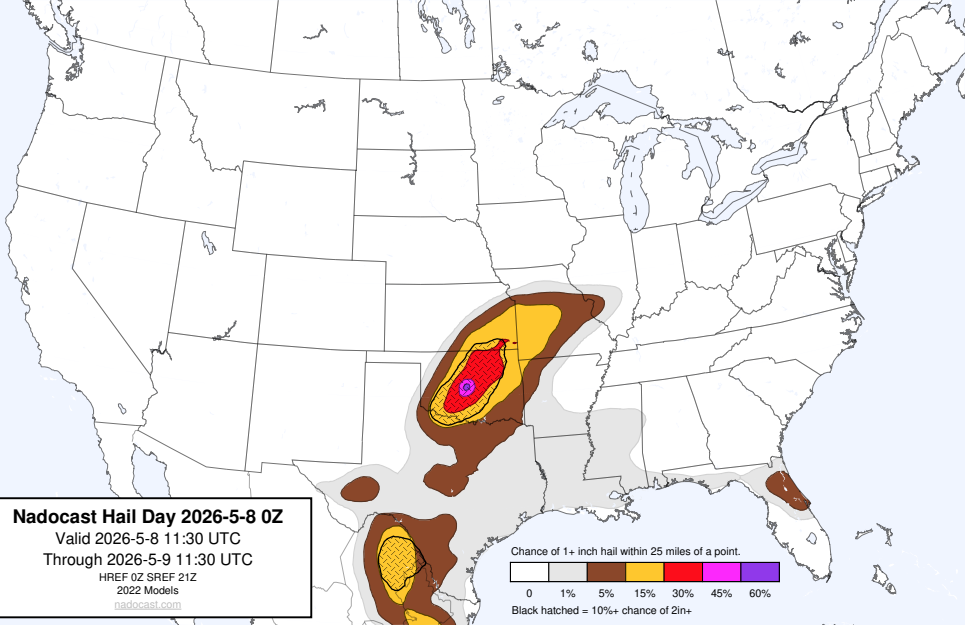 Nadocast Hail Day 2026-5-8 0Z
Valid 2026-5-8 11:30 UTC
Through 2026-5-9 11:30 UTC
HREF 0Z SREF 21Z
2022 Models
nadocast.com
Chance of 1+ inch hail within 25 miles of a point.
0 1% 5% 15% 30% 45% 60%
Black hatched = 10%+ chance of 2in+